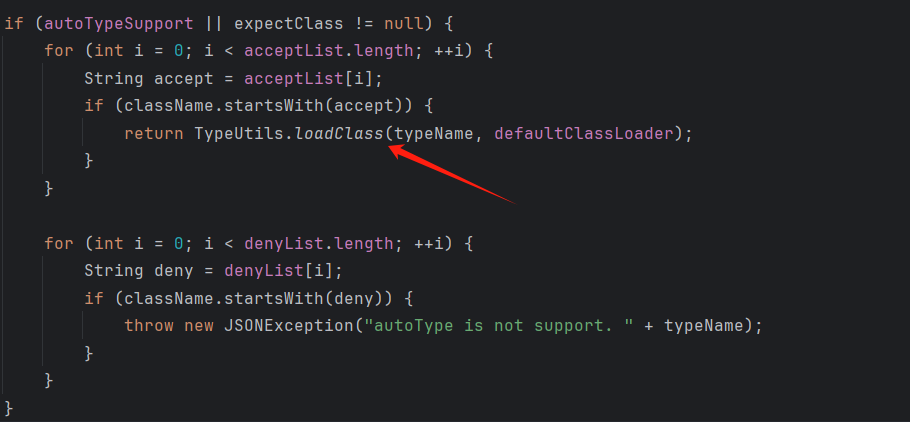 if (autoTypeSupport || expectClass != null) {
    for (int i = 0; i < acceptList.length; ++i) {
        String accept = acceptList[i];
        if (className.startsWith(accept)) {
            return TypeUtils.loadClass(typeName, defaultClassLoader);
        }
    }

    for (int i = 0; i < denyList.length; ++i) {
        String deny = denyList[i];
        if (className.startsWith(deny)) {
            throw new JSONException("autoType is not support. " + typeName);
        }
    }
}